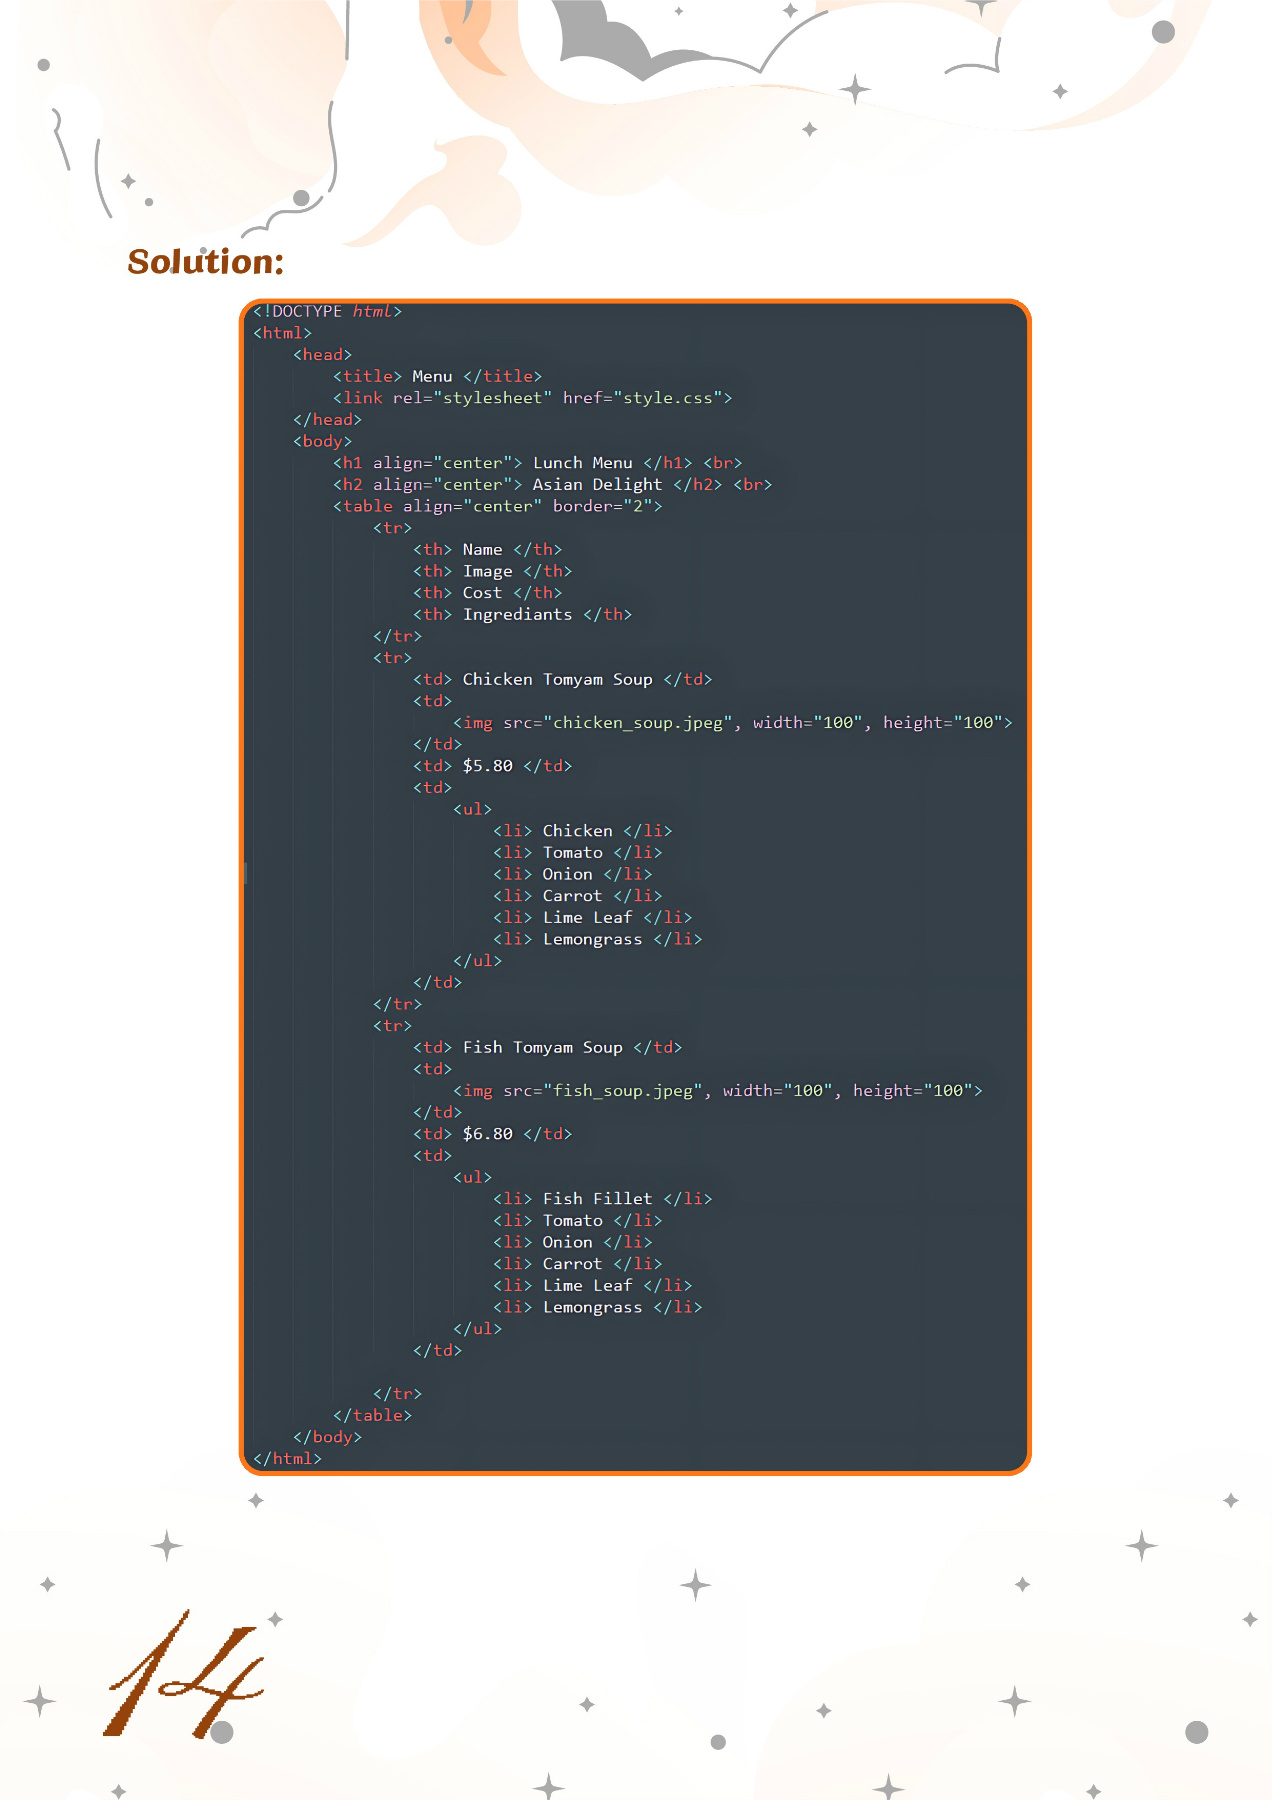 Solution:
<!DOCTYPE html>
<html>
    <head>
        <title> Menu </title>
        <link rel="stylesheet" href="style.css">
    </head>
    <body>
        <h1 align="center"> Lunch Menu </h1> <br>
        <h2 align="center"> Asian Delight </h2> <br>
        <table align="center" border="2">
            <tr>
                <th> Name </th>
                <th> Image </th>
                <th> Cost </th>
                <th> Ingrediants </th>
            </tr>
            <tr>
                <td> Chicken Tomyam Soup </td>
                <td>
                    <img src="chicken_soup.jpeg", width="100", height="100">
                </td>
                <td> $5.80 </td>
                <td>
                    <ul>
                        <li> Chicken </li>
                        <li> Tomato </li>
                        <li> Onion </li>
                        <li> Carrot </li>
                        <li> Lime Leaf </li>
                        <li> Lemongrass </li>
                    </ul>
                </td>
            </tr>
            <tr>
                <td> Fish Tomyam Soup </td>
                <td>
                    <img src="fish_soup.jpeg", width="100", height="100">
                </td>
                <td> $6.80 </td>
                <td>
                    <ul>
                        <li> Fish Fillet </li>
                        <li> Tomato </li>
                        <li> Onion </li>
                        <li> Carrot </li>
                        <li> Lime Leaf </li>
                        <li> Lemongrass </li>
                    </ul>
                </td>
            </tr>
        </table>
    </body>
</html>
14